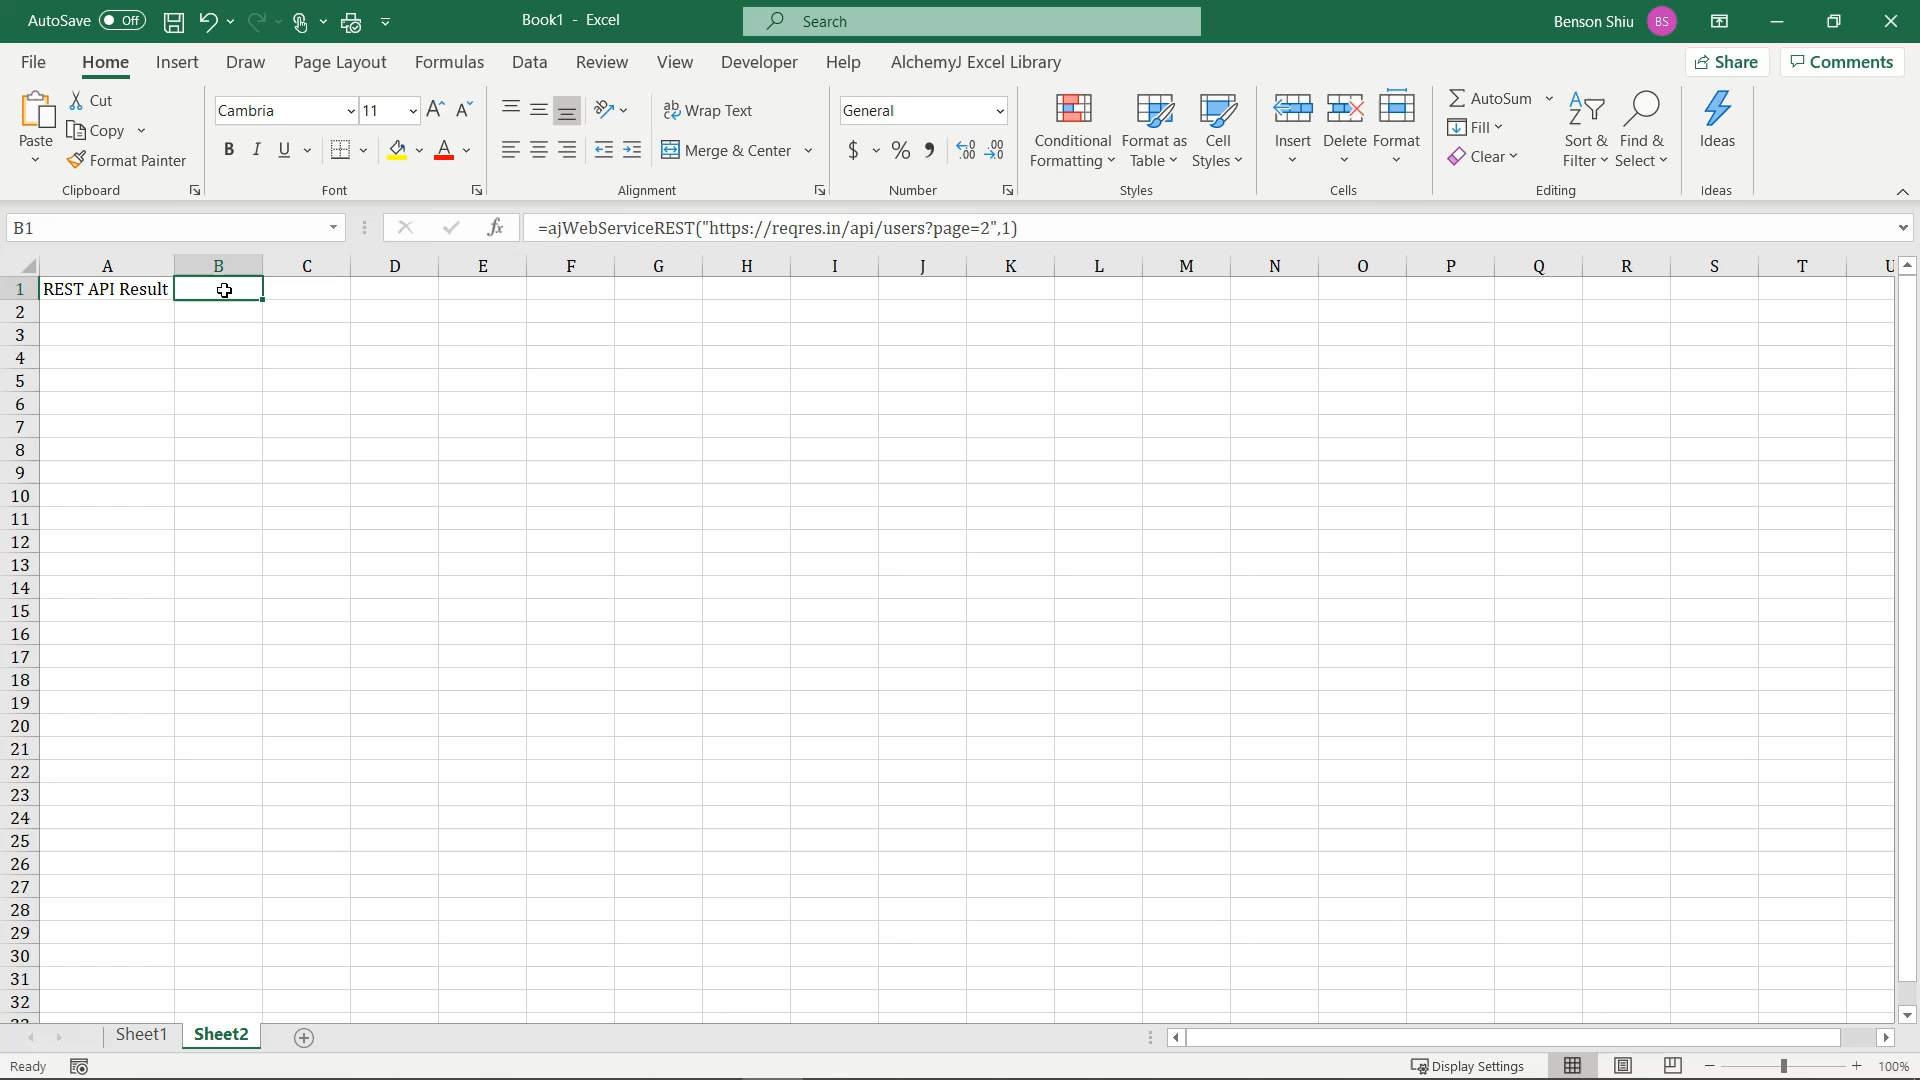 AutoSave Off Book1 - Excel Search Benson Shiu BS
File Home Insert Draw Page Layout Formulas Data Review View Developer Help AlchemyJ Excel Library Share Comments
Paste Cut Copy Format Painter
Clipboard
Cambria 11
B I U A
Font
Wrap Text
Merge & Center
Alignment
General
$ % 9
Number
Conditional Formatting Format as Table Cell Styles
Styles
Insert Delete Format
Cells
AutoSum Fill Clear Sort & Filter Find & Select
Editing
Ideas
Ideas
B1 fx =ajWebServiceREST("https://reqres.in/api/users?page=2",1)
A B C D E F G H I J K L M N O P Q R S T U
1 REST API Result
2
3
4
5
6
7
8
9
10
11
12
13
14
15
16
17
18
19
20
21
22
23
24
25
26
27
28
29
30
31
32
Sheet1 Sheet2
Ready Display Settings 100%